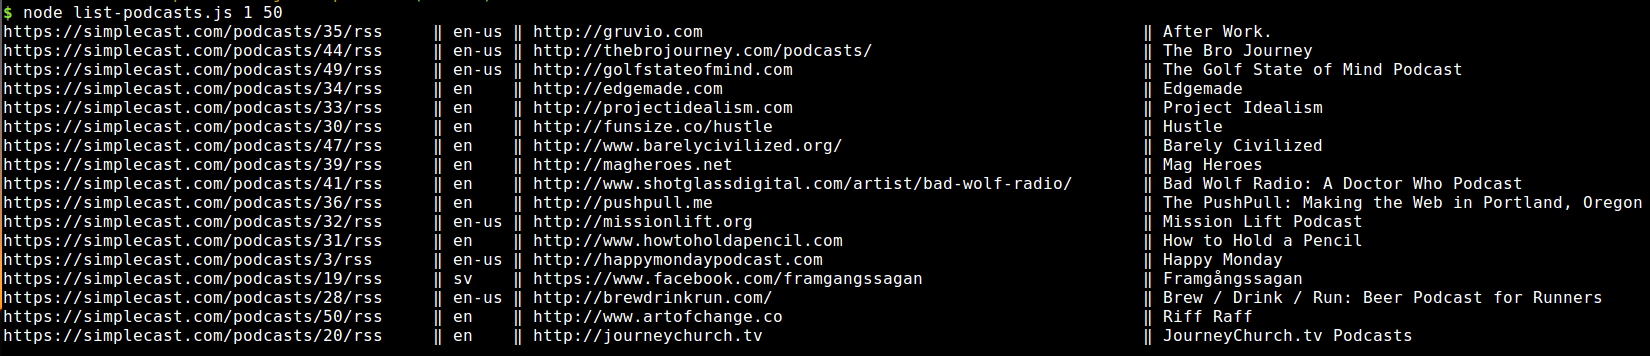 $ node list-podcasts.js 1 50
https://simplecast.com/podcasts/35/rss ‖ en-us ‖ http://gruvio.com ‖ After Work.
https://simplecast.com/podcasts/44/rss ‖ en-us ‖ http://thebrojourney.com/podcasts/ ‖ The Bro Journey
https://simplecast.com/podcasts/49/rss ‖ en-us ‖ http://golfstateofmind.com ‖ The Golf State of Mind Podcast
https://simplecast.com/podcasts/34/rss ‖ en ‖ http://edgemade.com ‖ Edgemade
https://simplecast.com/podcasts/33/rss ‖ en ‖ http://projectidealism.com ‖ Project Idealism
https://simplecast.com/podcasts/30/rss ‖ en ‖ http://funsize.co/hustle ‖ Hustle
https://simplecast.com/podcasts/47/rss ‖ en ‖ http://www.barelycivilized.org/ ‖ Barely Civilized
https://simplecast.com/podcasts/39/rss ‖ en ‖ http://magheroes.net ‖ Mag Heroes
https://simplecast.com/podcasts/41/rss ‖ en ‖ http://www.shotglassdigital.com/artist/bad-wolf-radio/ ‖ Bad Wolf Radio: A Doctor Who Podcast
https://simplecast.com/podcasts/36/rss ‖ en ‖ http://pushpull.me ‖ The PushPull: Making the Web in Portland, Oregon
https://simplecast.com/podcasts/32/rss ‖ en-us ‖ http://missionlift.org ‖ Mission Lift Podcast
https://simplecast.com/podcasts/31/rss ‖ en ‖ http://www.howtoholdapencil.com ‖ How to Hold a Pencil
https://simplecast.com/podcasts/3/rss ‖ en-us ‖ http://happymondaypodcast.com ‖ Happy Monday
https://simplecast.com/podcasts/19/rss ‖ sv ‖ https://www.facebook.com/framgangssagan ‖ Framgångssagan
https://simplecast.com/podcasts/28/rss ‖ en-us ‖ http://brewdrinkrun.com/ ‖ Brew / Drink / Run: Beer Podcast for Runners
https://simplecast.com/podcasts/50/rss ‖ en ‖ http://www.artofchange.co ‖ Riff Raff
https://simplecast.com/podcasts/20/rss ‖ en ‖ http://journeychurch.tv ‖ JourneyChurch.tv Podcasts